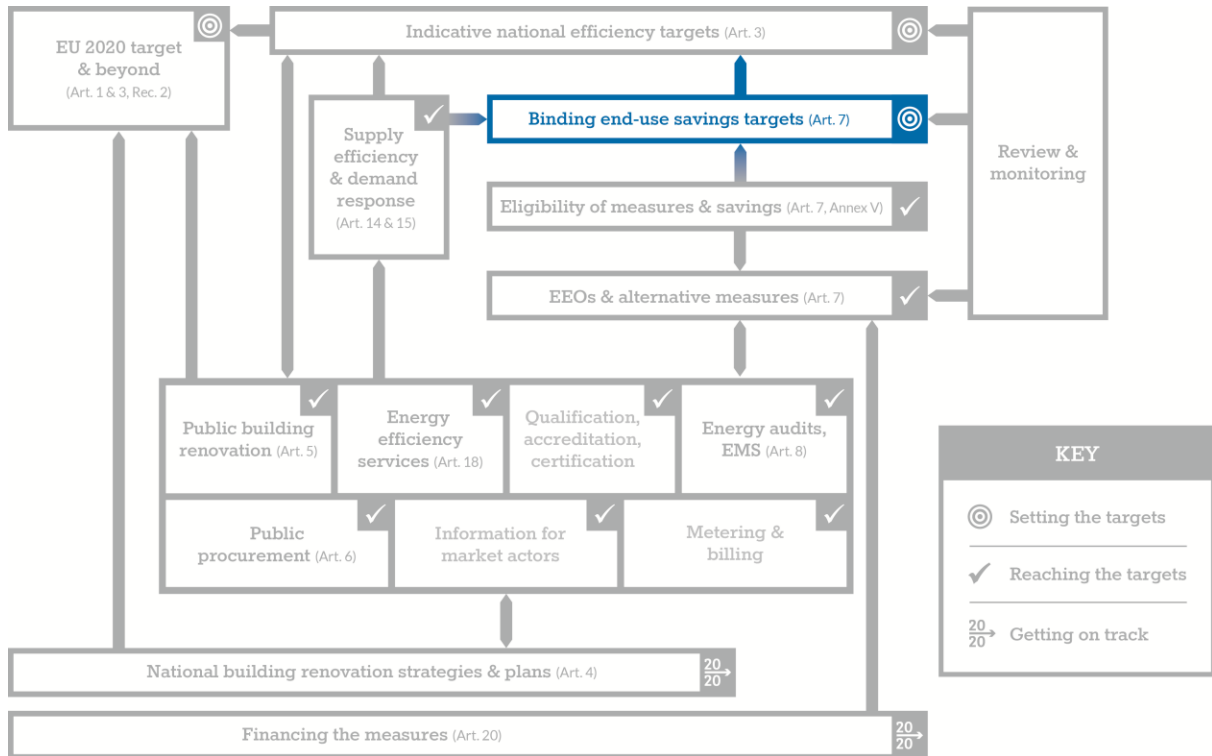 EU 2020 target
& beyond
(Art. 1 & 3, Rec. 2)
Indicative national efficiency targets (Art. 3)
Supply
efficiency
& demand
response
(Art. 14 & 15)
Binding end-use savings targets (Art. 7)
Eligibility of measures & savings (Art. 7, Annex V)
EEOs & alternative measures (Art. 7)
Review &
monitoring
Public building
renovation (Art. 5)
Energy
efficiency
services (Art. 18)
Qualification,
accreditation,
certification
Energy audits,
EMS (Art. 8)
Public
procurement (Art. 6)
Information for
market actors
Metering &
billing
National building renovation strategies & plans (Art. 4)
20
20
Financing the measures (Art. 20)
20
20
KEY
Setting the targets
Reaching the targets
20
20
Getting on track